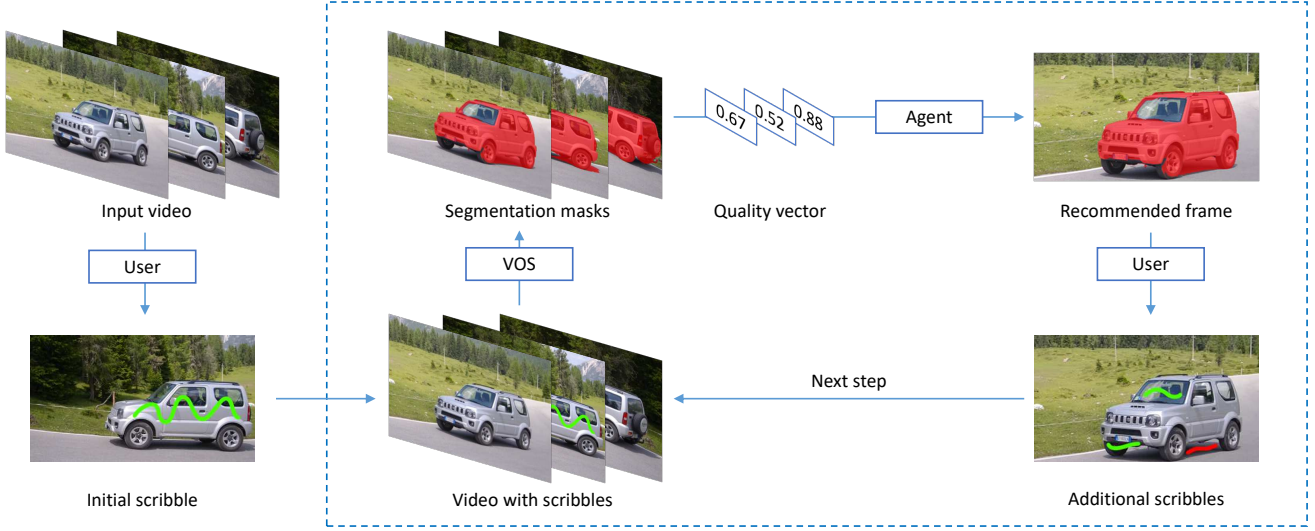 0.67
0.52
0.88
Agent
Input video
Segmentation masks
Quality vector
Recommended frame
User
VOS
User
Next step
Initial scribble
Video with scribbles
Additional scribbles